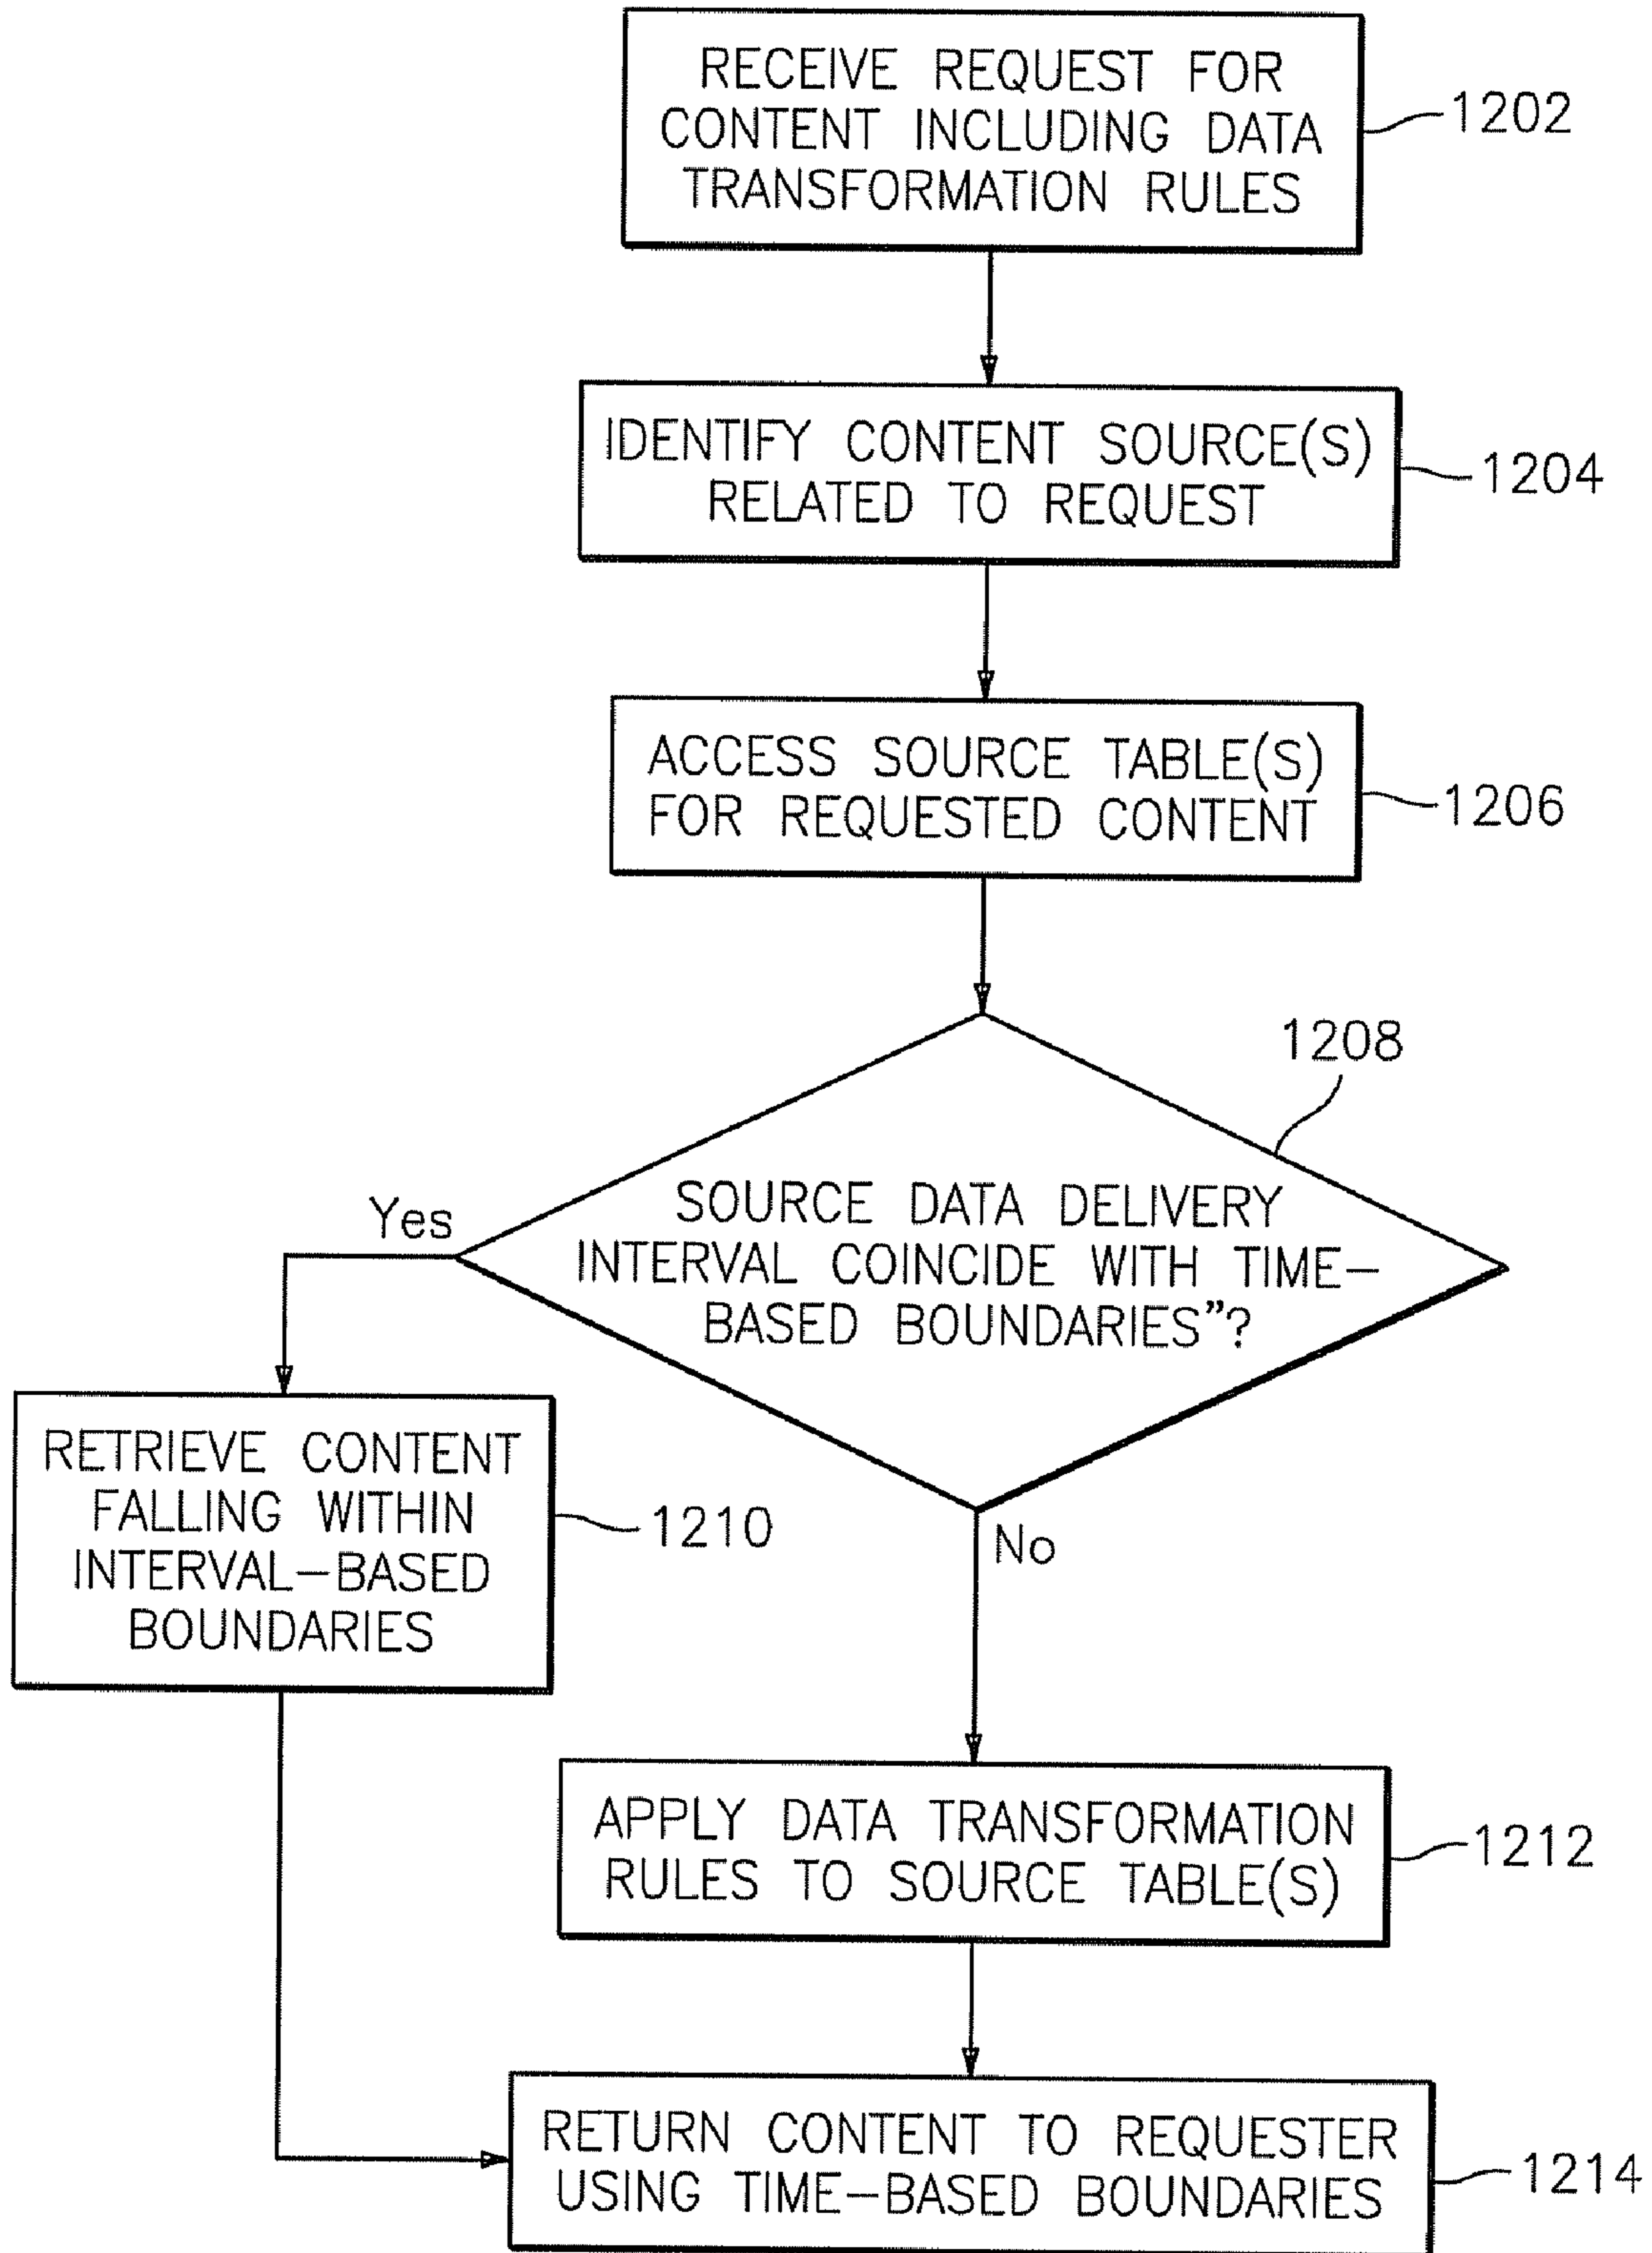 RECEIVE REQUEST FOR
CONTENT INCLUDING DATA
TRANSFORMATION RULES
1202
IDENTIFY CONTENT SOURCE(S)
RELATED TO REQUEST
1204
ACCESS SOURCE TABLE(S)
FOR REQUESTED CONTENT
1206
1208
SOURCE DATA DELIVERY
INTERVAL COINCIDE WITH TIME-
BASED BOUNDARIES"?
Yes
RETRIEVE CONTENT
FALLING WITHIN
INTERVAL-BASED
BOUNDARIES
1210
No
APPLY DATA TRANSFORMATION
RULES TO SOURCE TABLE(S)
1212
RETURN CONTENT TO REQUESTER
USING TIME-BASED BOUNDARIES
1214